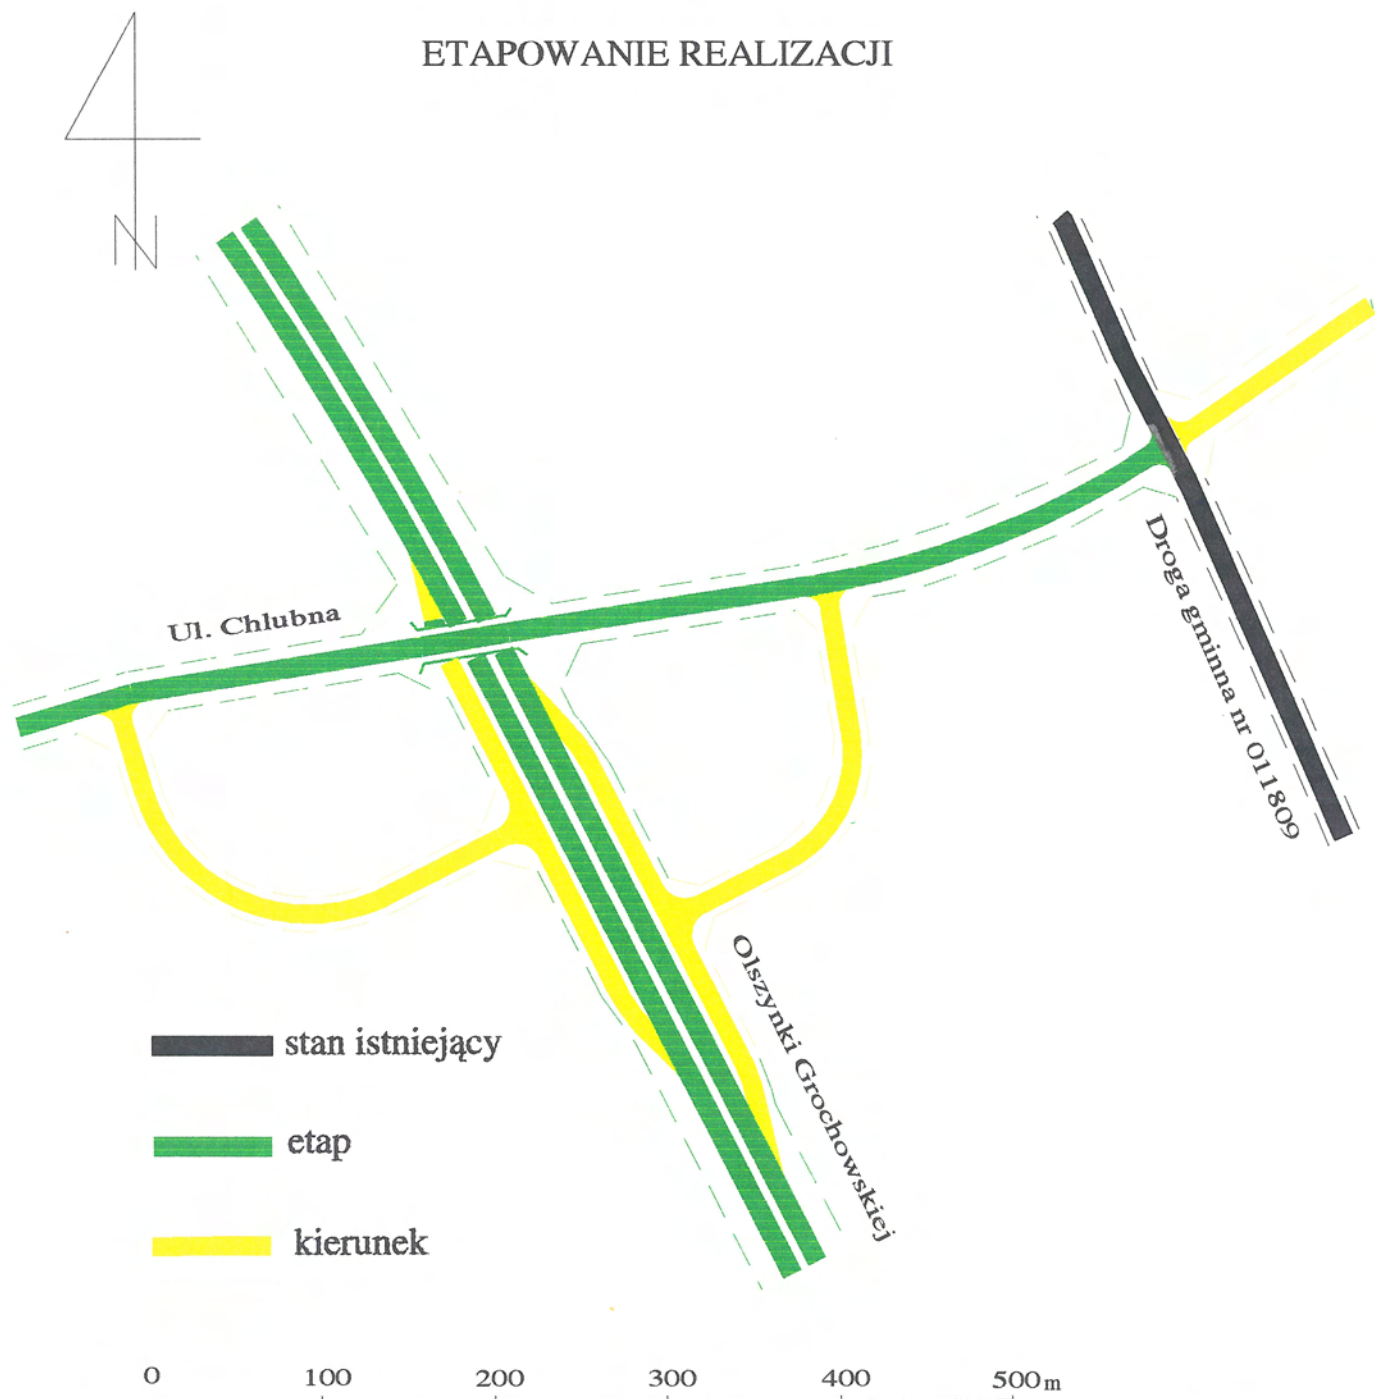 ETAPOWANIE REALIZACJI
N
Ul. Chlubna
Droga gminna nr 011809
Olszynki Grochowskiej
stan istniejący
etap
kierunek
0 100 200 300 400 500m